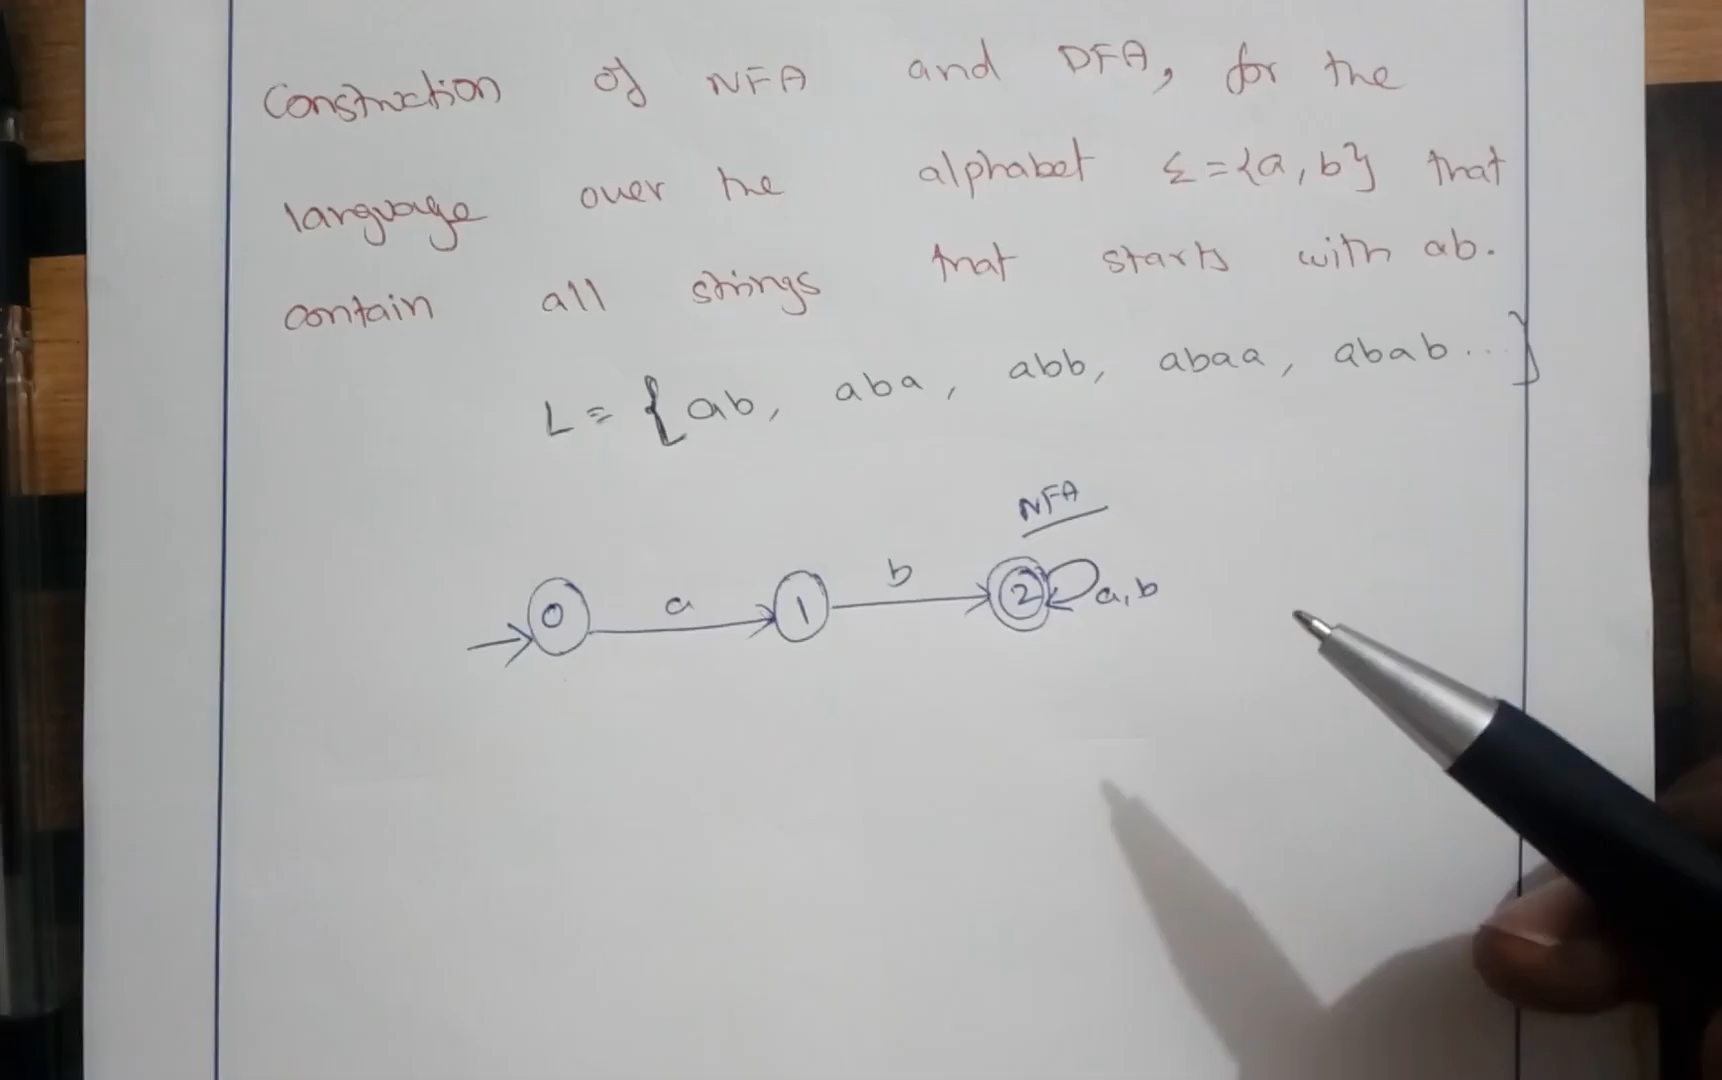 Construction of NFA and DFA, for the
language over the alphabet Σ={a,b} that
contain all strings that starts with ab.
L = {ab, aba, abb, abaa, abab...}
NFA
0 a 1 b 2 a,b